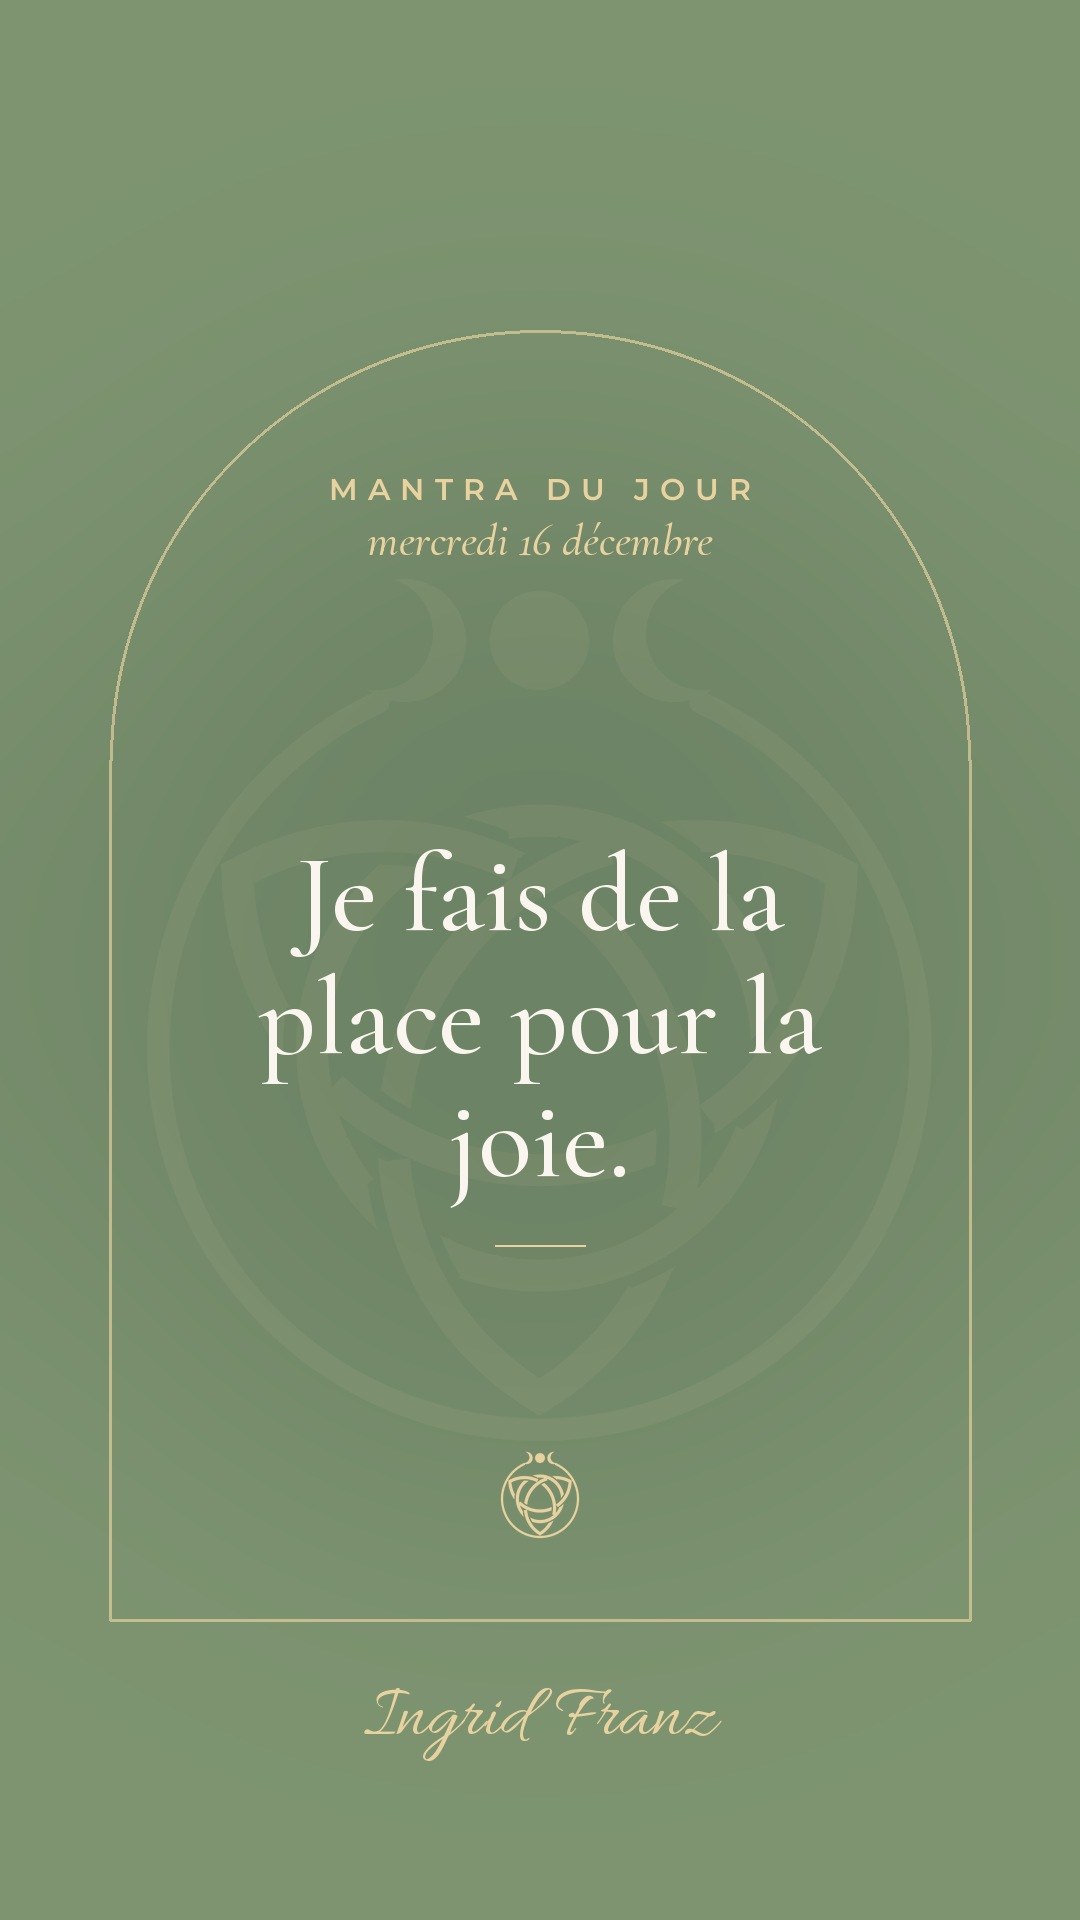 MANTRA DU JOUR
mercredi 16 décembre
Je fais de la
place pour la
joie.
Ingrid Franz